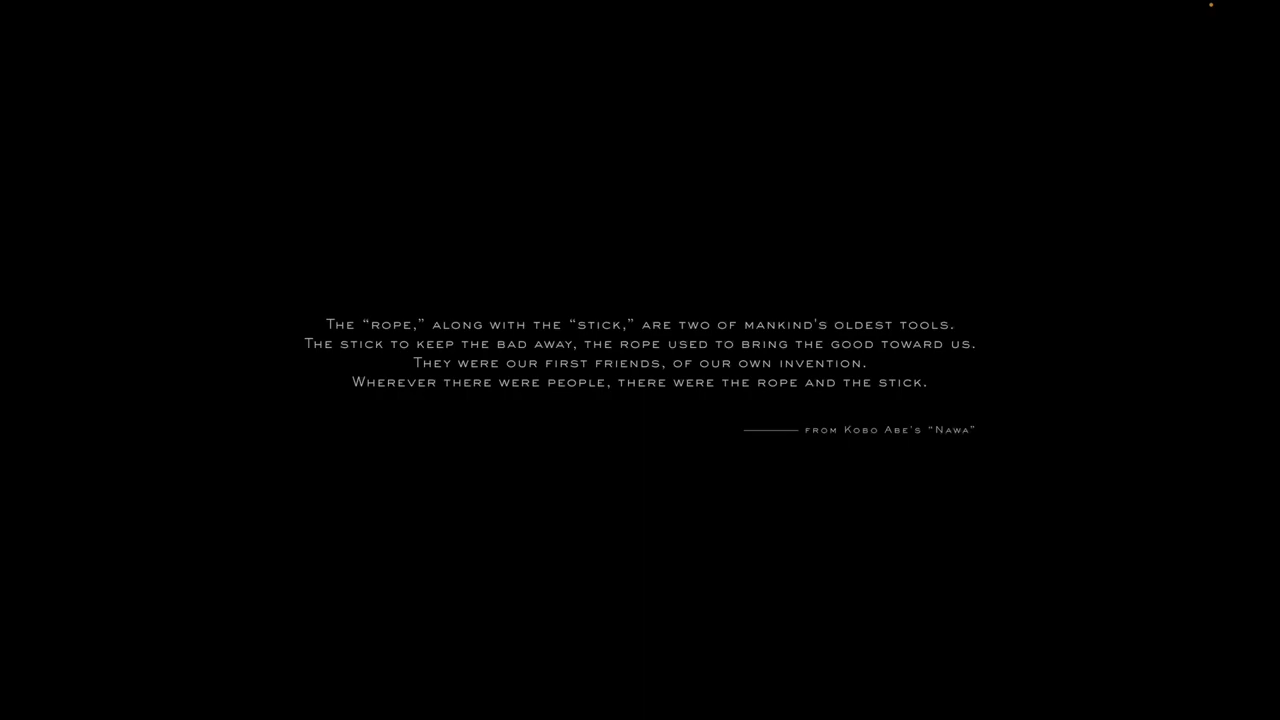 The “rope,” along with the “stick,” are two of mankind's oldest tools.
The stick to keep the bad away, the rope used to bring the good toward us.
They were our first friends, of our own invention.
Wherever there were people, there were the rope and the stick.
——— from Kobo Abe's “Nawa”